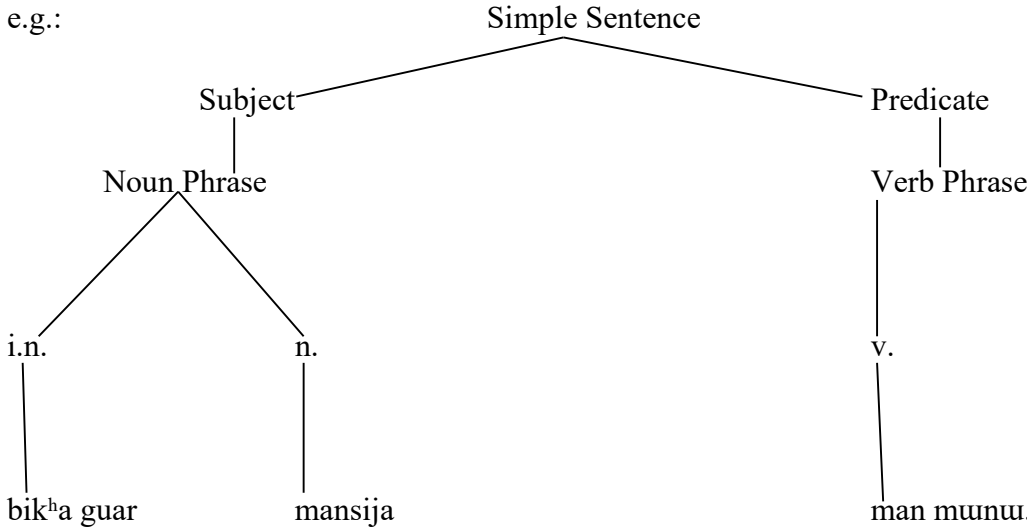 e.g.: Simple Sentence
Subject Predicate
Noun Phrase Verb Phrase
i.n. n. v.
bikʰa guar mansija man mɯnɯ.